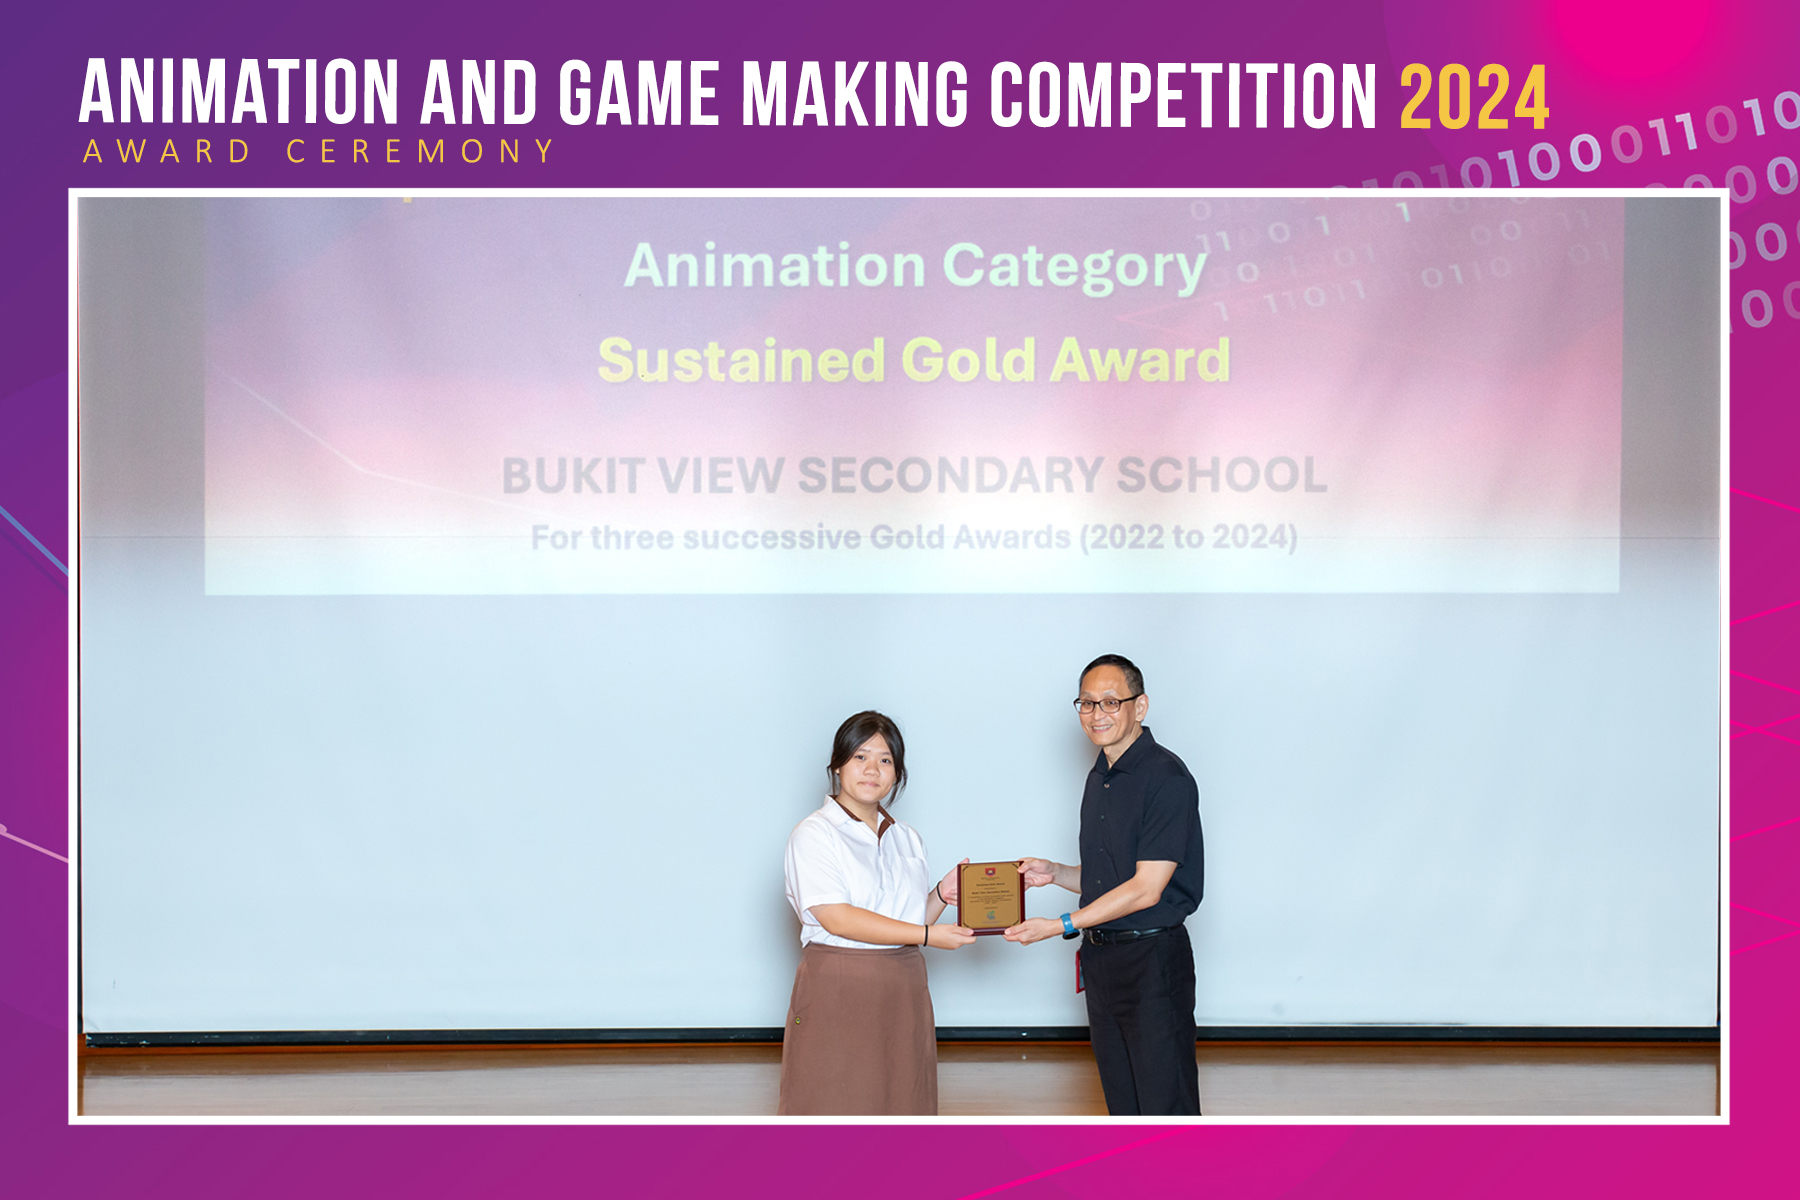 ANIMATION AND GAME MAKING COMPETITION 2024
AWARD CEREMONY
Animation Category
Sustained Gold Award
BUKIT VIEW SECONDARY SCHOOL
For three successive Gold Awards (2022 to 2024)